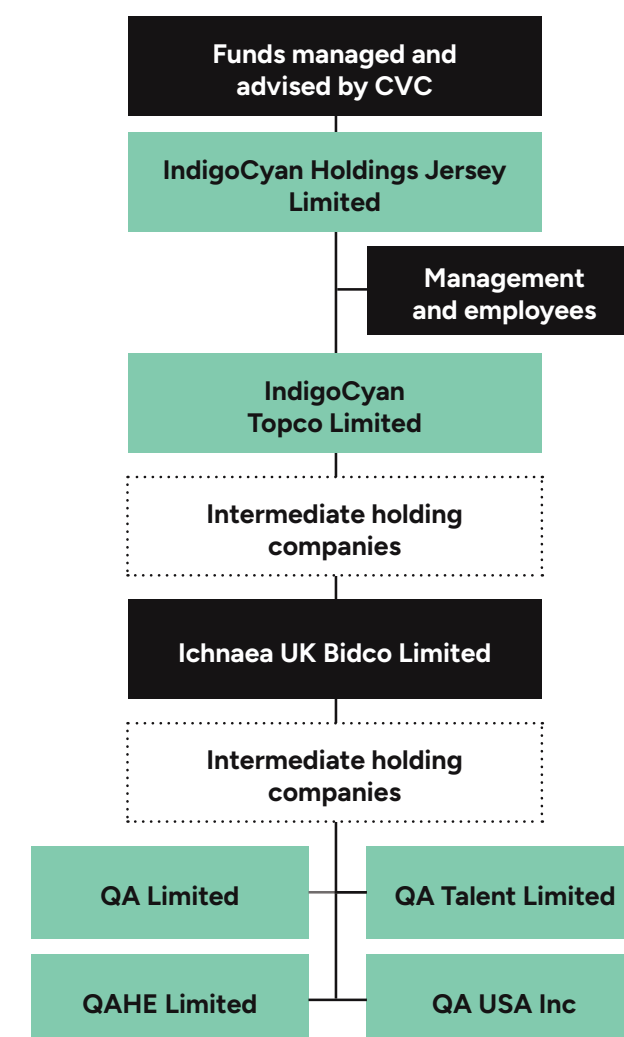 Funds managed and
advised by CVC
IndigoCyan Holdings Jersey
Limited
Management
and employees
IndigoCyan
Topco Limited
Intermediate holding
companies
Ichnaea UK Bidco Limited
Intermediate holding
companies
QA Limited
QA Talent Limited
QAHE Limited
QA USA Inc